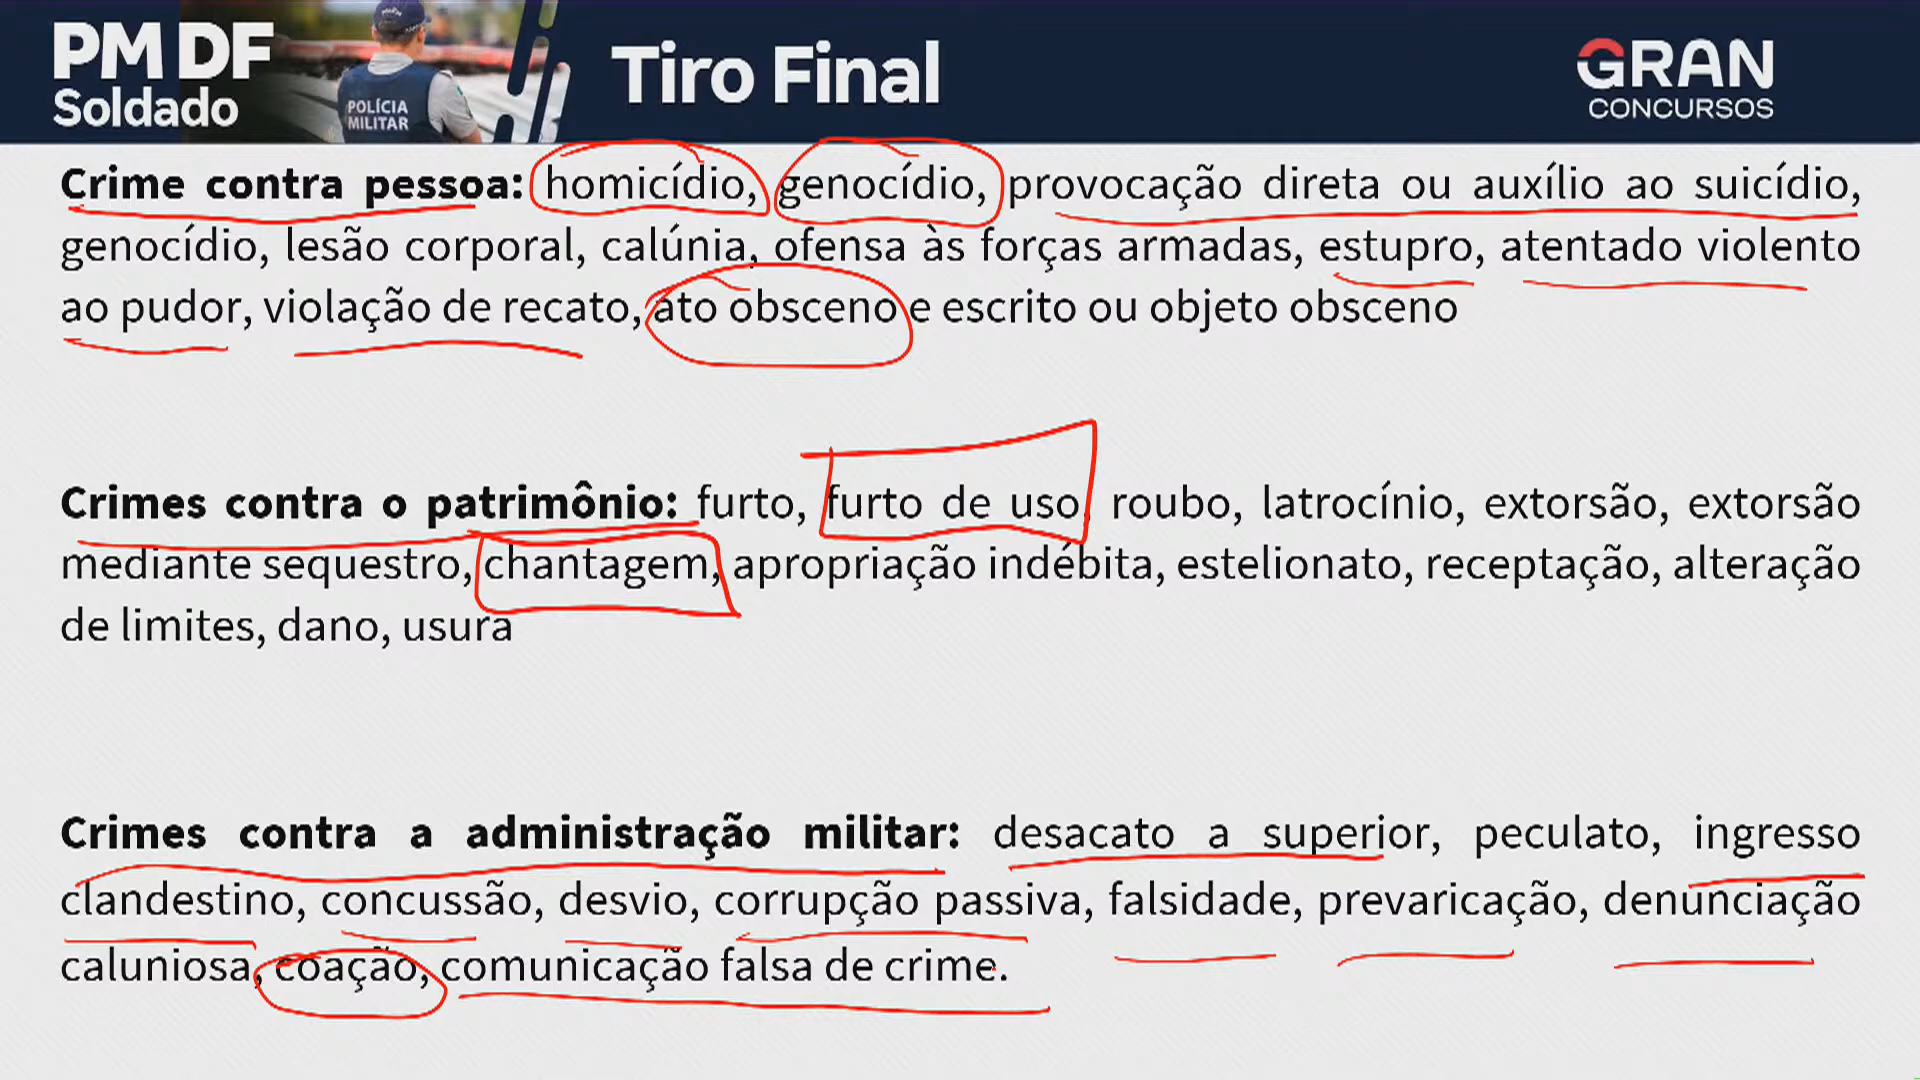 PM DF
Soldado
POLÍCIA
MILITAR
Tiro Final
GRAN
CONCURSOS
Crime contra pessoa: homicídio, genocídio, provocação direta ou auxílio ao suicídio,
genocídio, lesão corporal, calúnia, ofensa às forças armadas, estupro, atentado violento
ao pudor, violação de recato, ato obsceno e escrito ou objeto obsceno
Crimes contra o patrimônio: furto, furto de uso, roubo, latrocínio, extorsão, extorsão
mediante sequestro, chantagem, apropriação indébita, estelionato, receptação, alteração
de limites, dano, usura
Crimes contra a administração militar: desacato a superior, peculato, ingresso
clandestino, concussão, desvio, corrupção passiva, falsidade, prevaricação, denunciação
caluniosa, coação, comunicação falsa de crime.